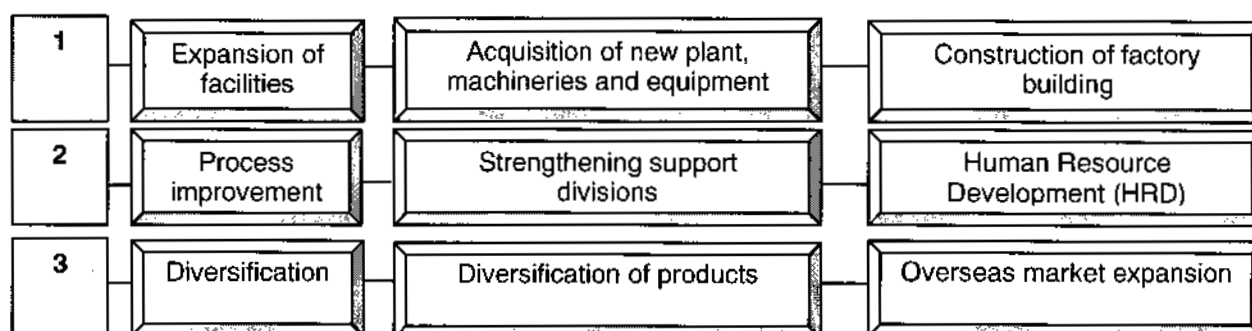 1
Expansion of
facilities
Acquisition of new plant,
machineries and equipment
Construction of factory
building
2
Process
improvement
Strengthening support
divisions
Human Resource
Development (HRD)
3
Diversification
Diversification of products
Overseas market expansion